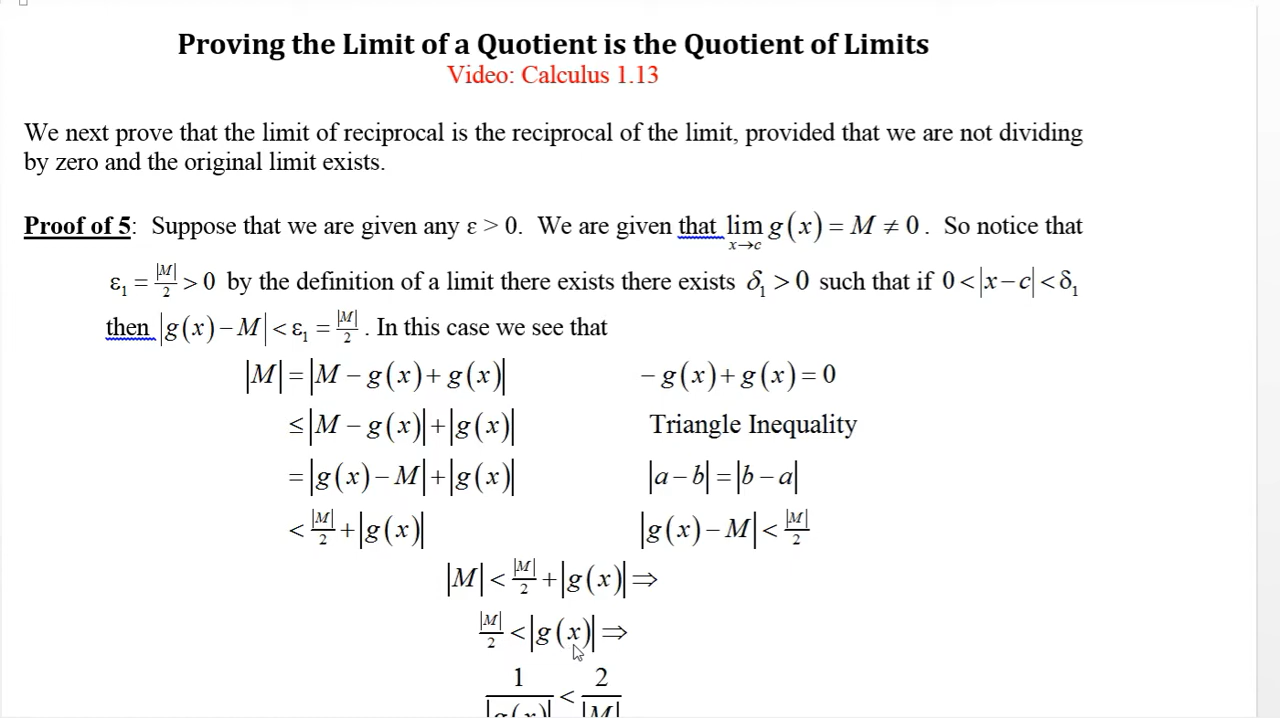 Proving the Limit of a Quotient is the Quotient of Limits
Video: Calculus 1.13
We next prove that the limit of reciprocal is the reciprocal of the limit, provided that we are not dividing
by zero and the original limit exists.
Proof of 5: Suppose that we are given any ε > 0. We are given that lim x→c g(x) = M ≠ 0. So notice that
ε₁ = |M|/2 > 0 by the definition of a limit there exists there exists δ₁ > 0 such that if 0 < |x − c| < δ₁
then |g(x) − M| < ε₁ = |M|/2. In this case we see that
|M| = |M − g(x) + g(x)| − g(x) + g(x) = 0
≤ |M − g(x)| + |g(x)| Triangle Inequality
= |g(x) − M| + |g(x)| |a − b| = |b − a|
< |M|/2 + |g(x)| |g(x) − M| < |M|/2
|M| < |M|/2 + |g(x)| ⇒
|M|/2 < |g(x)| ⇒
1/|g(x)| < 2/|M|